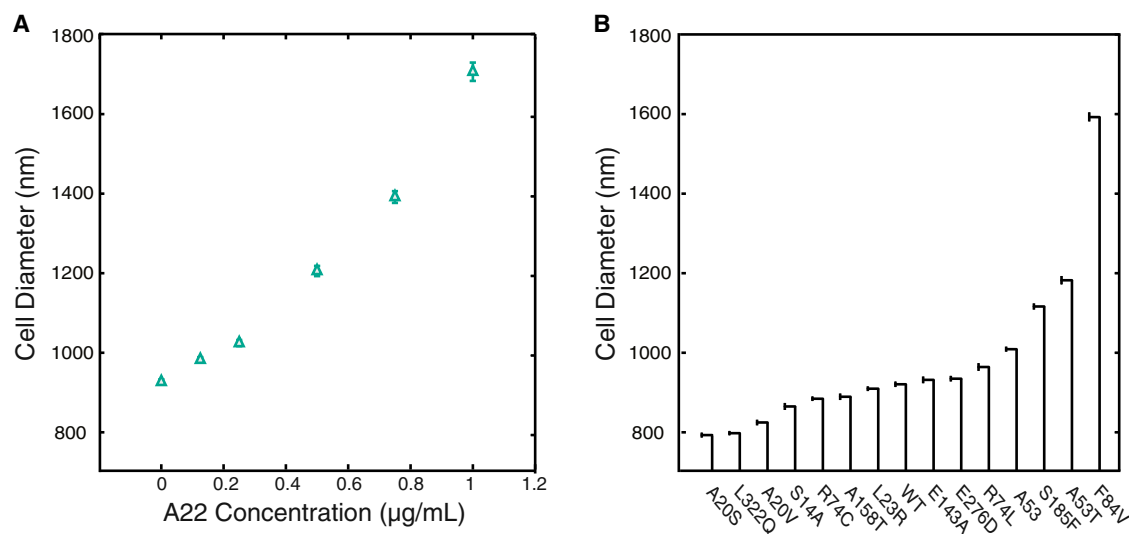 A
1800
1600
1400
1200
1000
800
Cell Diameter (nm)
0 0.2 0.4 0.6 0.8 1 1.2
A22 Concentration (µg/mL)
B
1800
1600
1400
1200
1000
800
Cell Diameter (nm)
A20S
L322Q
A20V
S14A
R74C
A158T
L23R
WT
E143A
E276D
R74L
A53
S185F
A53T
F84V